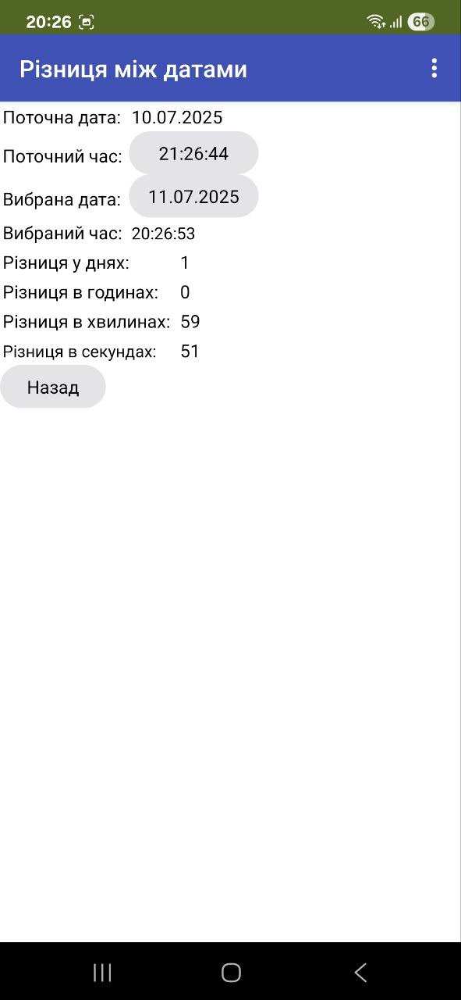 20:26
66
Різниця між датами
Поточна дата: 10.07.2025
Поточний час: 21:26:44
Вибрана дата: 11.07.2025
Вибраний час: 20:26:53
Різниця у днях: 1
Різниця в годинах: 0
Різниця в хвилинах: 59
Різниця в секундах: 51
Назад